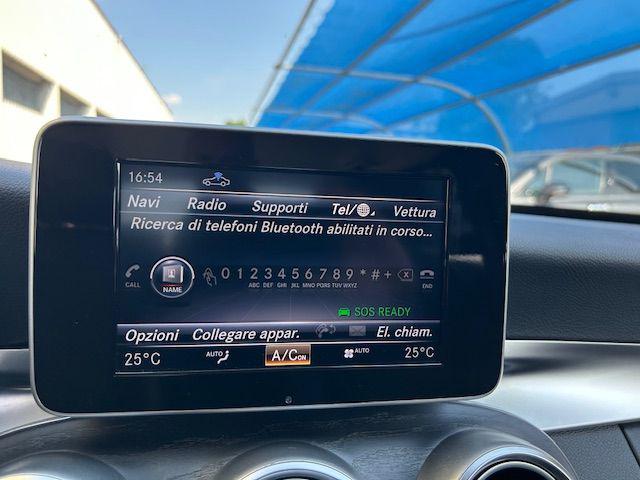 16:54
Navi Radio Supporti Tel/ Vettura
Ricerca di telefoni Bluetooth abilitati in corso...
0 1 2 3 4 5 6 7 8 9 * # +
ABC DEF GHI JKL MNO PQRS TUV WXYZ
CALL NAME END
SOS READY
Opzioni Collegare appar. El. chiam.
25°C AUTO A/C ON AUTO 25°C